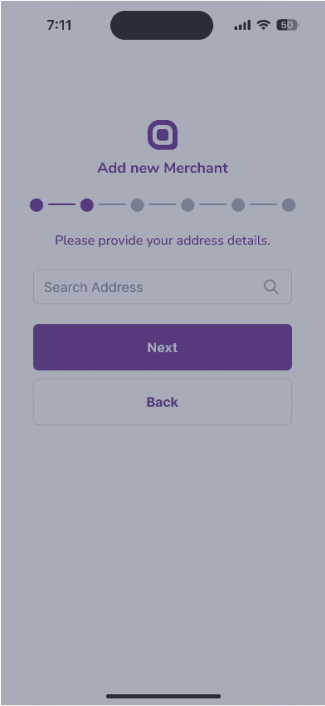 7:11
50
Add new Merchant
Please provide your address details.
Search Address
Next
Back